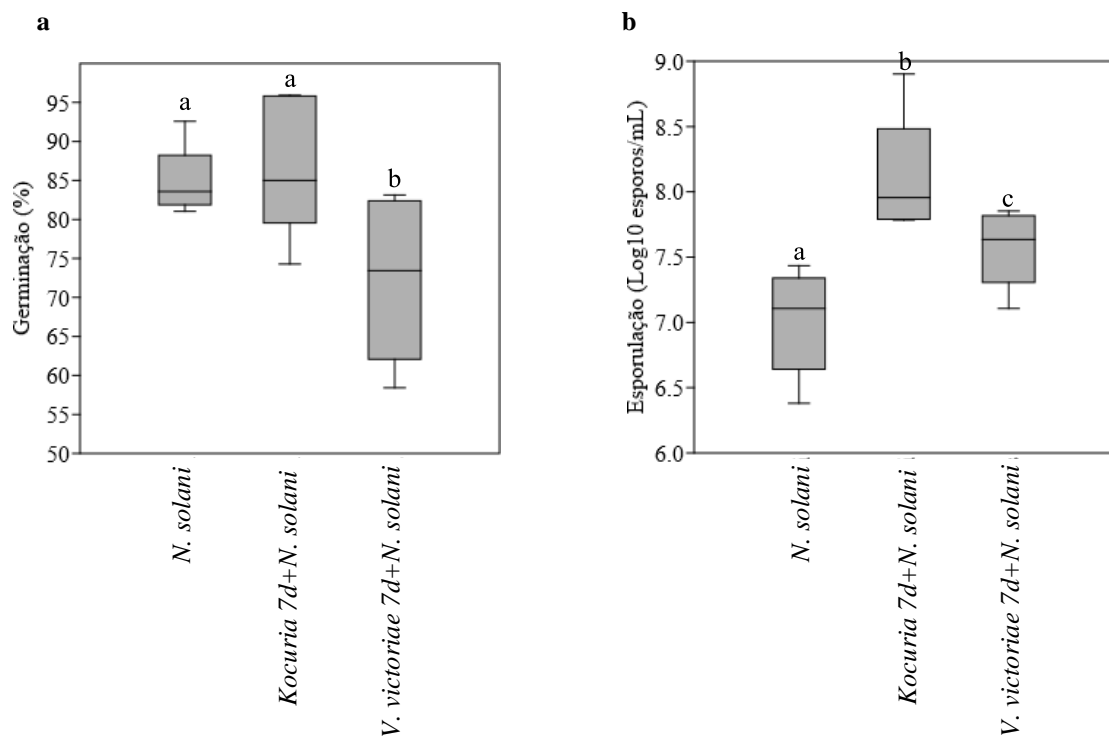 a
a
a
b
95
90
85
80
75
70
65
60
55
50
Germinação (%)
N. solani
Kocuria 7d+N. solani
V. victoriae 7d+N. solani
b
b
c
a
9.0
8.5
8.0
7.5
7.0
6.5
6.0
Esporulação (Log10 esporos/mL)
N. solani
Kocuria 7d+N. solani
V. victoriae 7d+N. solani